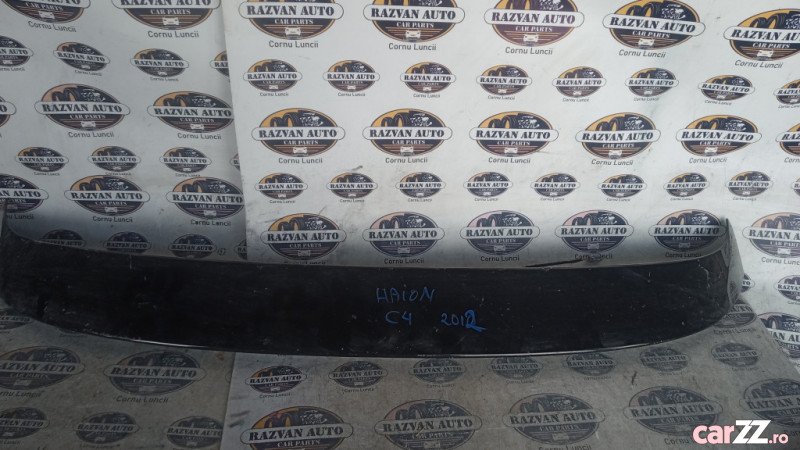 RAZVAN AUTO
CAR PARTS
Cornu Luncii
HAION
C4 2012
carZZ.ro